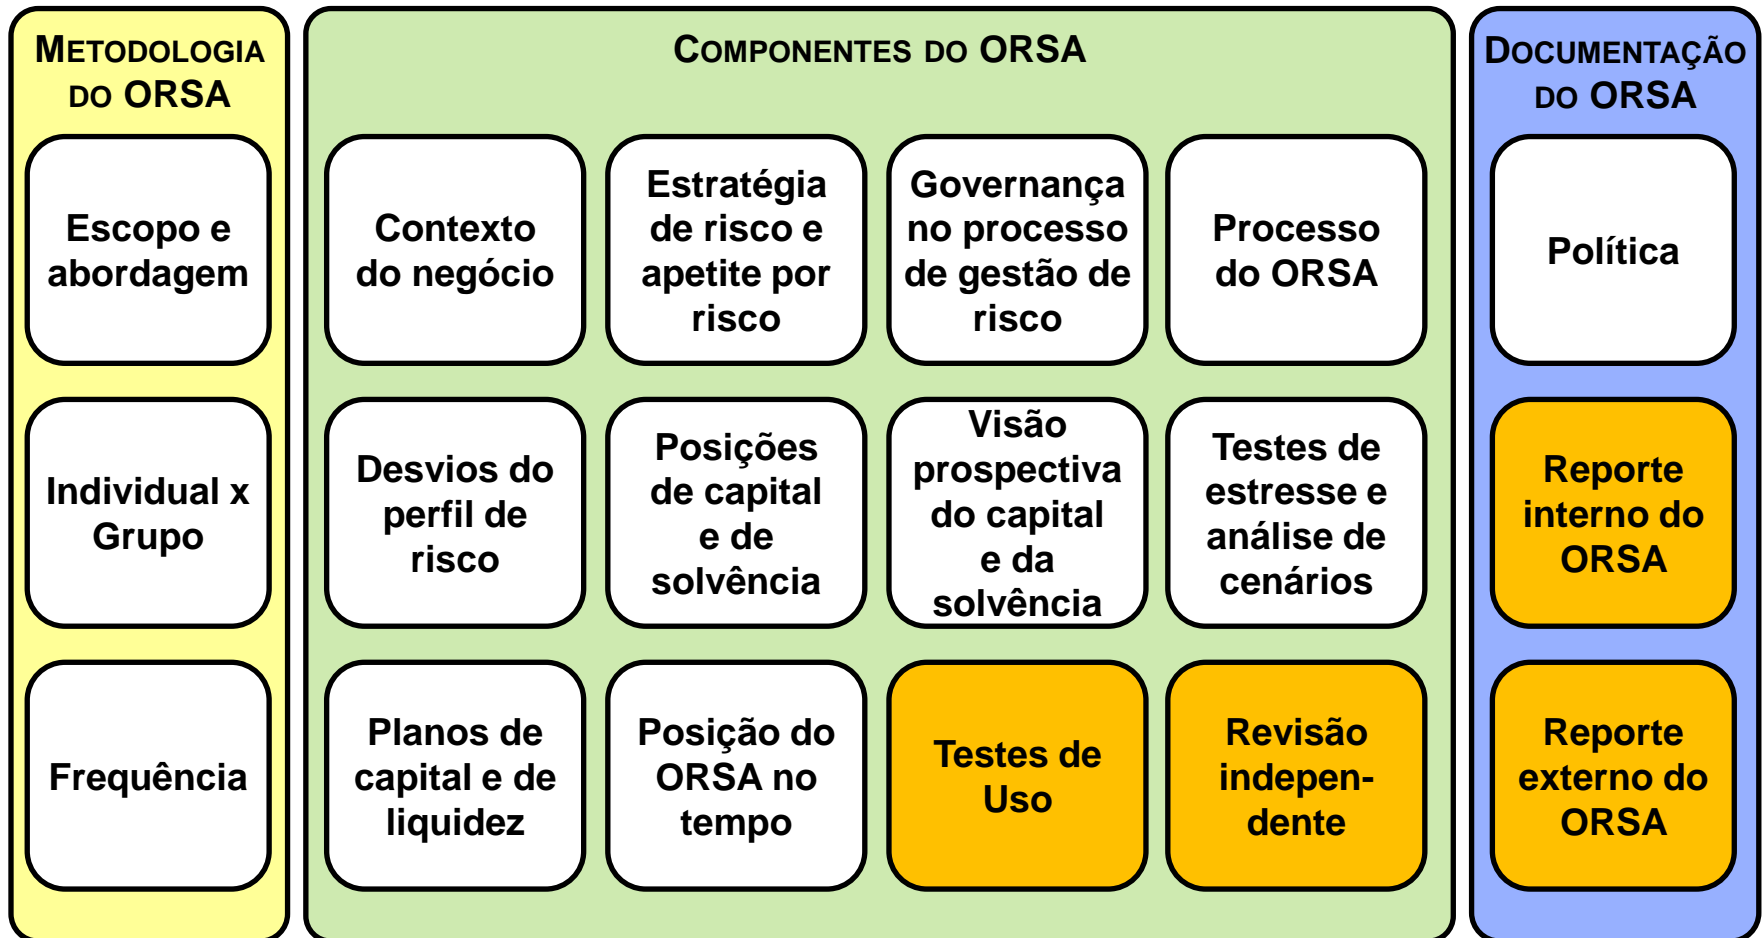 METODOLOGIA
DO ORSA
Escopo e
abordagem
Individual x
Grupo
Frequência
COMPONENTES DO ORSA
Contexto
do negócio
Estratégia
de risco e
apetite por
risco
Governança
no processo
de gestão de
risco
Processo
do ORSA
Desvios do
perfil de
risco
Posições
de capital
e de
solvência
Visão
prospectiva
do capital
e da
solvência
Testes de
estresse e
análise de
cenários
Planos de
capital e de
liquidez
Posição do
ORSA no
tempo
Testes de
Uso
Revisão
indepen-
dente
DOCUMENTAÇÃO
DO ORSA
Política
Reporte
interno do
ORSA
Reporte
externo do
ORSA